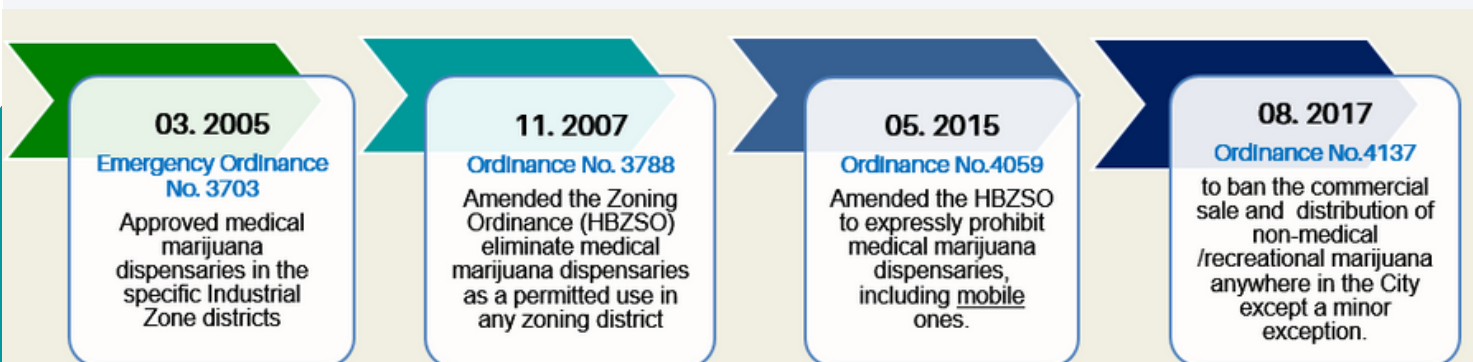 03. 2005
Emergency Ordinance
No. 3703
Approved medical
marijuana
dispensaries in the
specific Industrial
Zone districts
11. 2007
Ordinance No. 3788
Amended the Zoning
Ordinance (HBZSO)
eliminate medical
marijuana dispensaries
as a permitted use in
any zoning district
05. 2015
Ordinance No.4059
Amended the HBZSO
to expressly prohibit
medical marijuana
dispensaries,
including mobile
ones.
08. 2017
Ordinance No.4137
to ban the commercial
sale and distribution of
non-medical
/recreational marijuana
anywhere in the City
except a minor
exception.